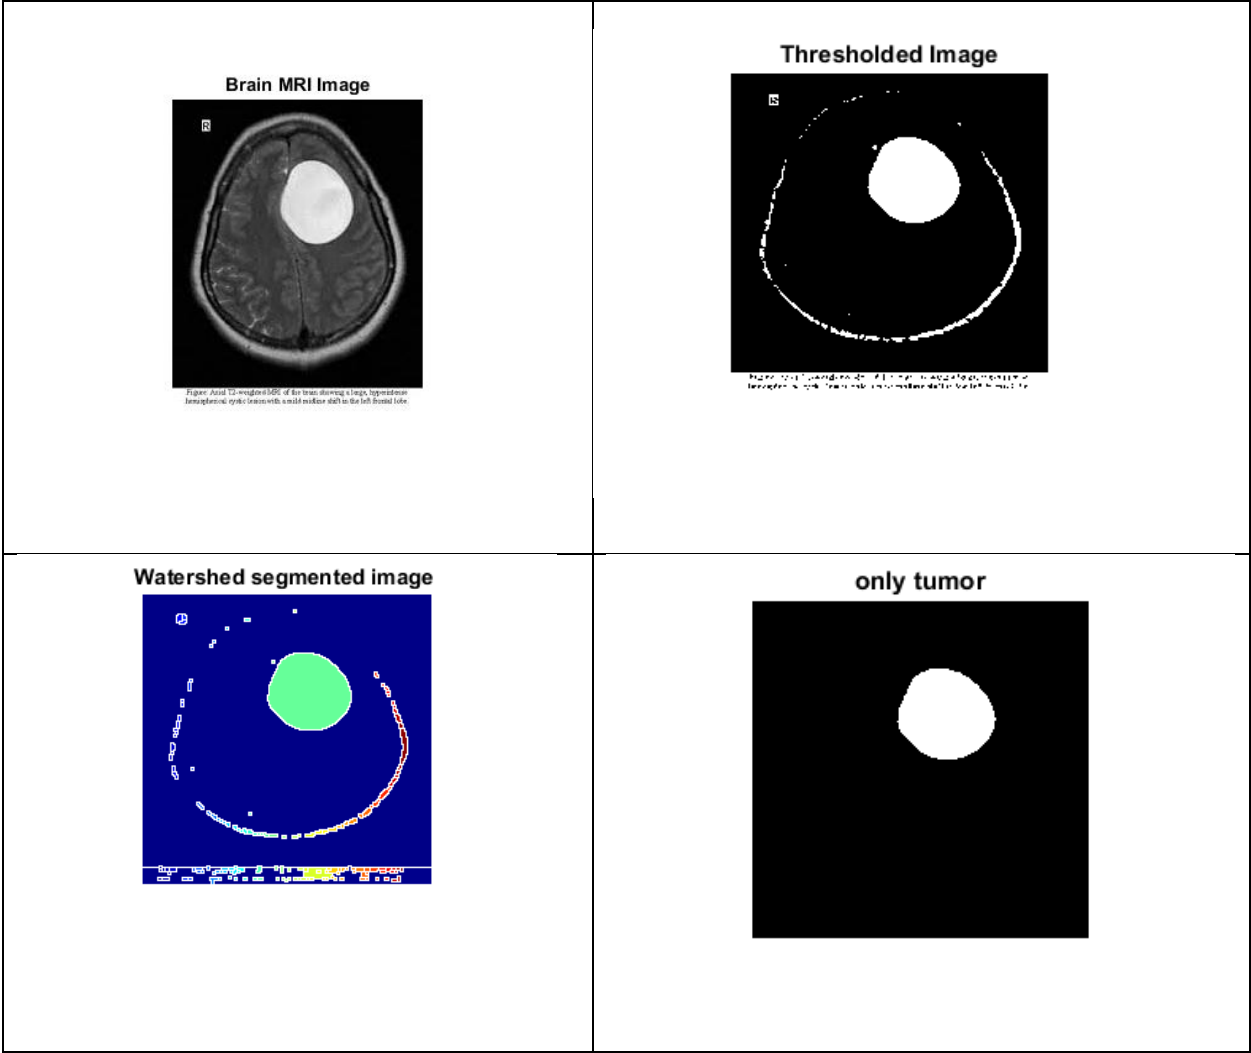 Brain MRI Image
R
Figure: Axial T2-weighted MRI of the brain showing a large, hyperintense
hemispherical cystic lesion with a mild midline shift in the left frontal lobe.
Thresholded Image
Watershed segmented image
only tumor